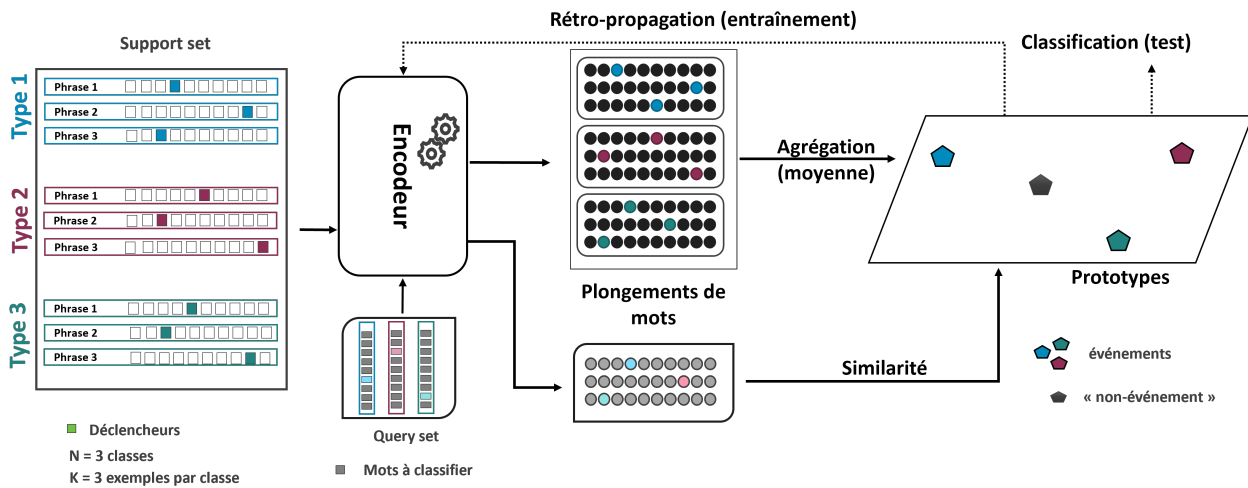 Rétro-propagation (entraînement)
Support set
Classification (test)
Type 1
Phrase 1
Phrase 2
Phrase 3
Type 2
Phrase 1
Phrase 2
Phrase 3
Type 3
Phrase 1
Phrase 2
Phrase 3
Encodeur
Agrégation
(moyenne)
Prototypes
Plongements de
mots
Similarité
événements
« non-événement »
Query set
Déclencheurs
N = 3 classes
K = 3 exemples par classe
Mots à classifier